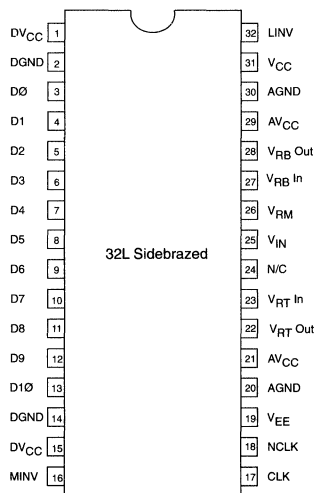 DVCC 1 32 LINV
DGND 2 31 VCC
DØ 3 30 AGND
D1 4 29 AVCC
D2 5 28 VRB Out
D3 6 27 VRB In
D4 7 26 VRM
D5 8 25 VIN
32L Sidebrazed
D6 9 24 N/C
D7 10 23 VRT In
D8 11 22 VRT Out
D9 12 21 AVCC
D1Ø 13 20 AGND
DGND 14 19 VEE
DVCC 15 18 NCLK
MINV 16 17 CLK